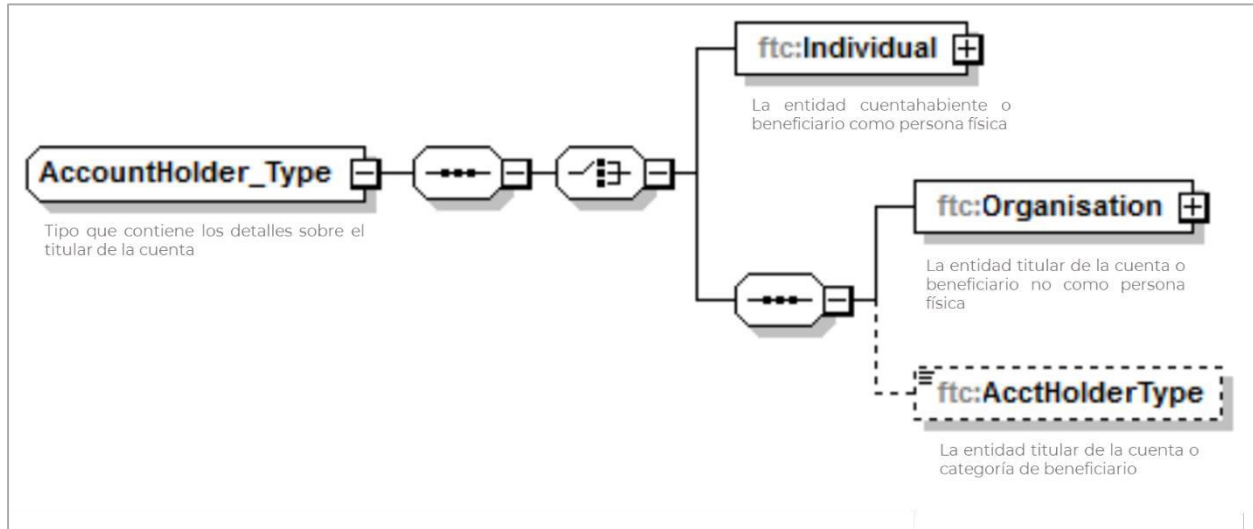 ftc:Individual
La entidad cuentahabiente o
beneficiario como persona física
AccountHolder_Type
Tipo que contiene los detalles sobre el
titular de la cuenta
ftc:Organisation
La entidad titular de la cuenta o
beneficiario no como persona
física
ftc:AcctHolderType
La entidad titular de la cuenta o
categoría de beneficiario